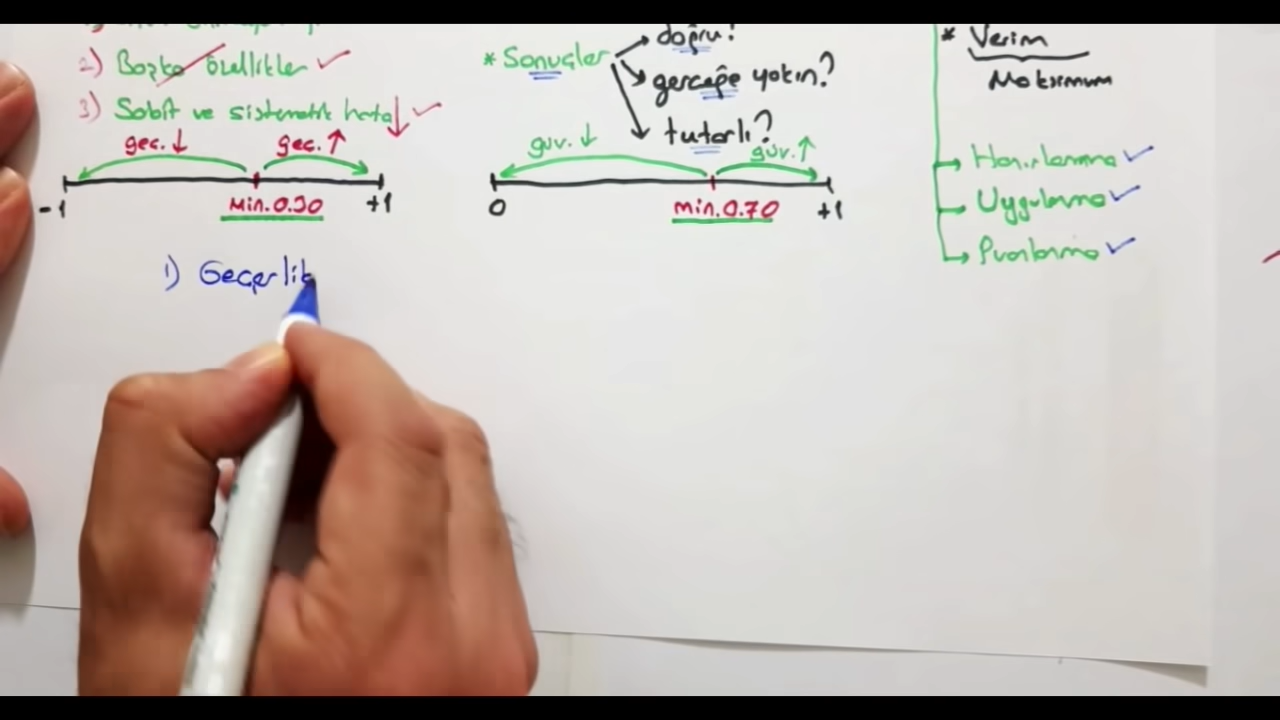 2) Başka özellikler ✓
3) Sabit ve sistematik hata↓ ✓
geç.↓ geç.↑
-1 Min.0.30 +1
* Sonuçlar
doğru?
gerçeğe yakın?
tutarlı?
güv.↓ güv.↑
0 min.0.70 +1
* Verim
Maksimum
Hazırlanma ✓
Uygulama ✓
Puanlama ✓
1) Geçerlik